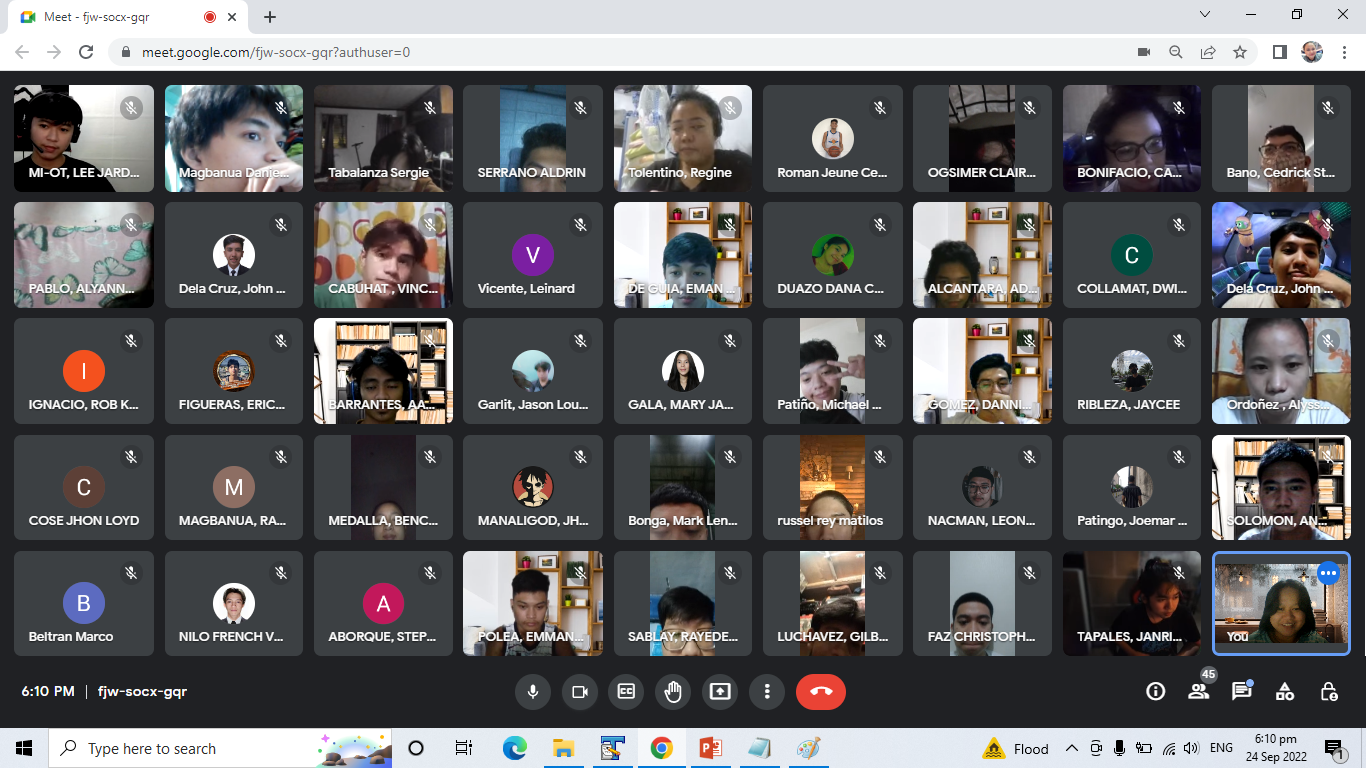 Meet - fjw-socx-gqr
meet.google.com/fjw-socx-gqr?authuser=0
MI-OT, LEE JARD...
Magbanua Danje...
Tabalanza Sergie
SERRANO ALDRIN
Tolentino, Regine
Roman Jeune Ce...
OGSIMER CLAIR...
BONIFACIO, CA...
Bano, Cedrick St...
PABLO, ALYANN...
Dela Cruz, John ...
CABUHAT , VINC...
V
Vicente, Leinard
DE GUIA, EMAN ...
DUAZO DANA C...
ALCANTARA, AD...
C
COLLAMAT, DWI...
Dela Cruz, John ...
I
IGNACIO, ROB K...
FIGUERAS, ERIC...
BARRANTES, AA...
Garlit, Jason Lou...
GALA, MARY JA...
Patiño, Michael ...
GOMEZ, DANNI...
RIBLEZA, JAYCEE
Ordoñez , Alyss...
C
COSE JHON LOYD
M
MAGBANUA, RA...
MEDALLA, BENC...
MANALIGOD, JH...
Bonga, Mark Len...
russel rey matilos
NACMAN, LEON...
Patingo, Joemar ...
SOLOMON, AN...
B
Beltran Marco
NILO FRENCH V...
A
ABORQUE, STEP...
POLEA, EMMAN...
SABLAY, RAYEDE...
LUCHAVEZ, GILB...
FAZ CHRISTOPH...
TAPALES, JANRI...
You
6:10 PM | fjw-socx-gqr
45
Type here to search
Flood
ENG
6:10 pm
24 Sep 2022
1